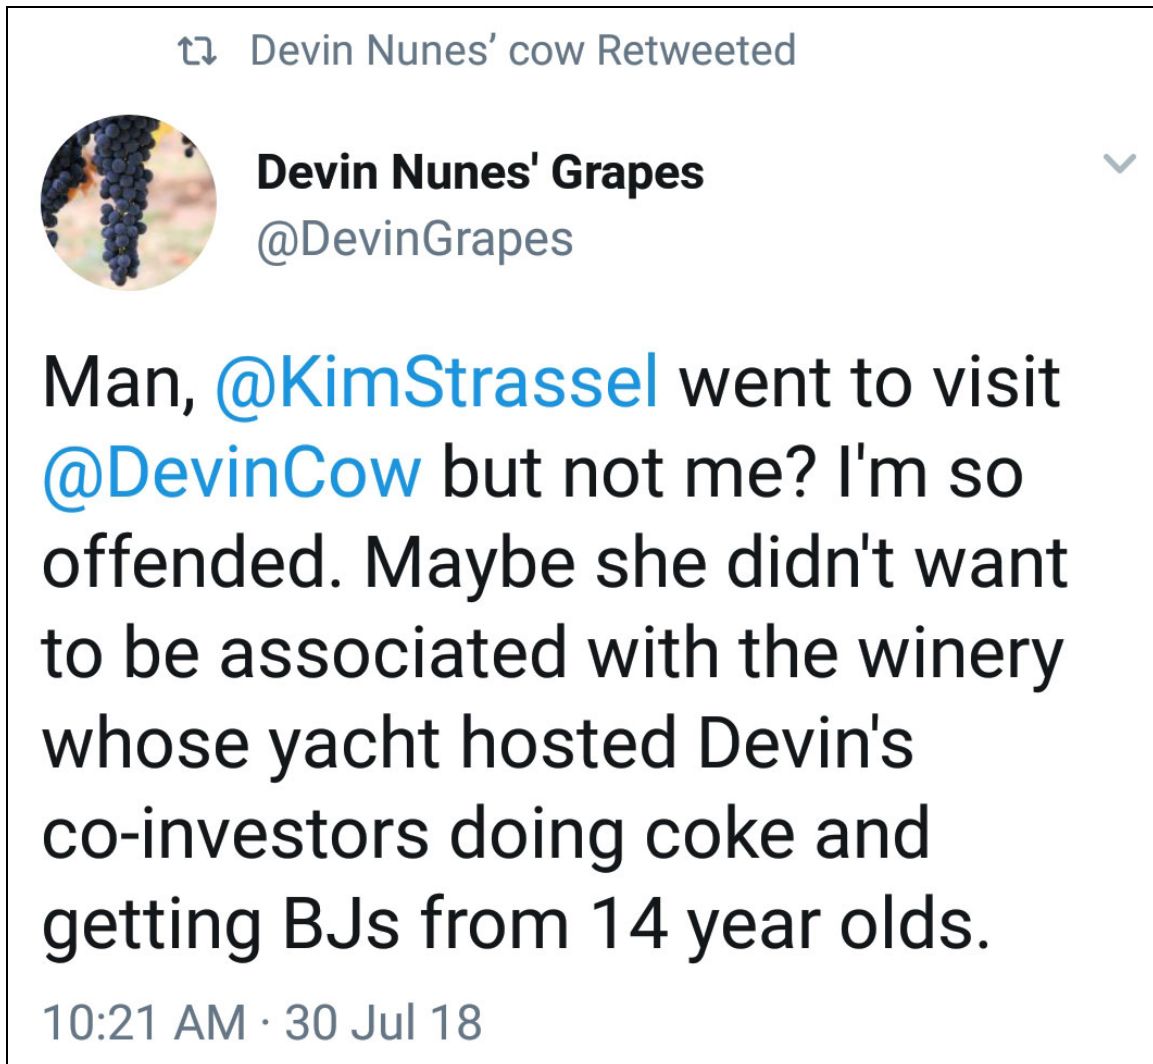 Devin Nunes’ cow Retweeted
Devin Nunes' Grapes
@DevinGrapes
Man, @KimStrassel went to visit
@DevinCow but not me? I'm so
offended. Maybe she didn't want
to be associated with the winery
whose yacht hosted Devin's
co-investors doing coke and
getting BJs from 14 year olds.
10:21 AM · 30 Jul 18